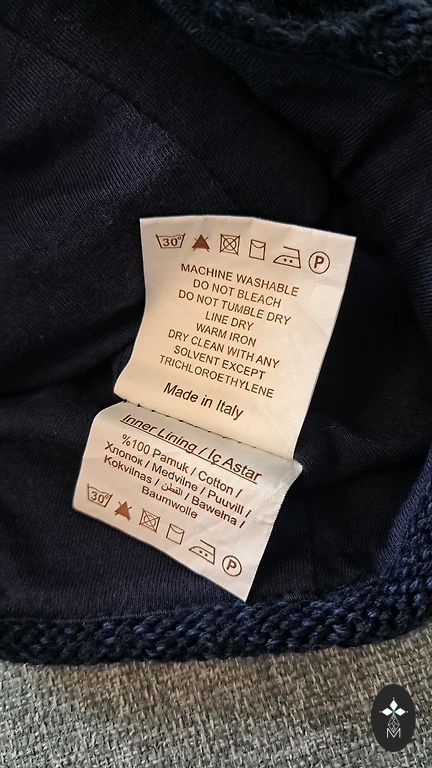 30°
P
MACHINE WASHABLE
DO NOT BLEACH
DO NOT TUMBLE DRY
LINE DRY
WARM IRON
DRY CLEAN WITH ANY
SOLVENT EXCEPT
TRICHLOROETHYLENE
Made in Italy
Inner Lining / İç Astar
%100 Pamuk / Cotton /
Хлопок / Medvilne / Puuvill /
Kokvilnas / القطن / Bawełna /
Baumwolle
30°
P
M